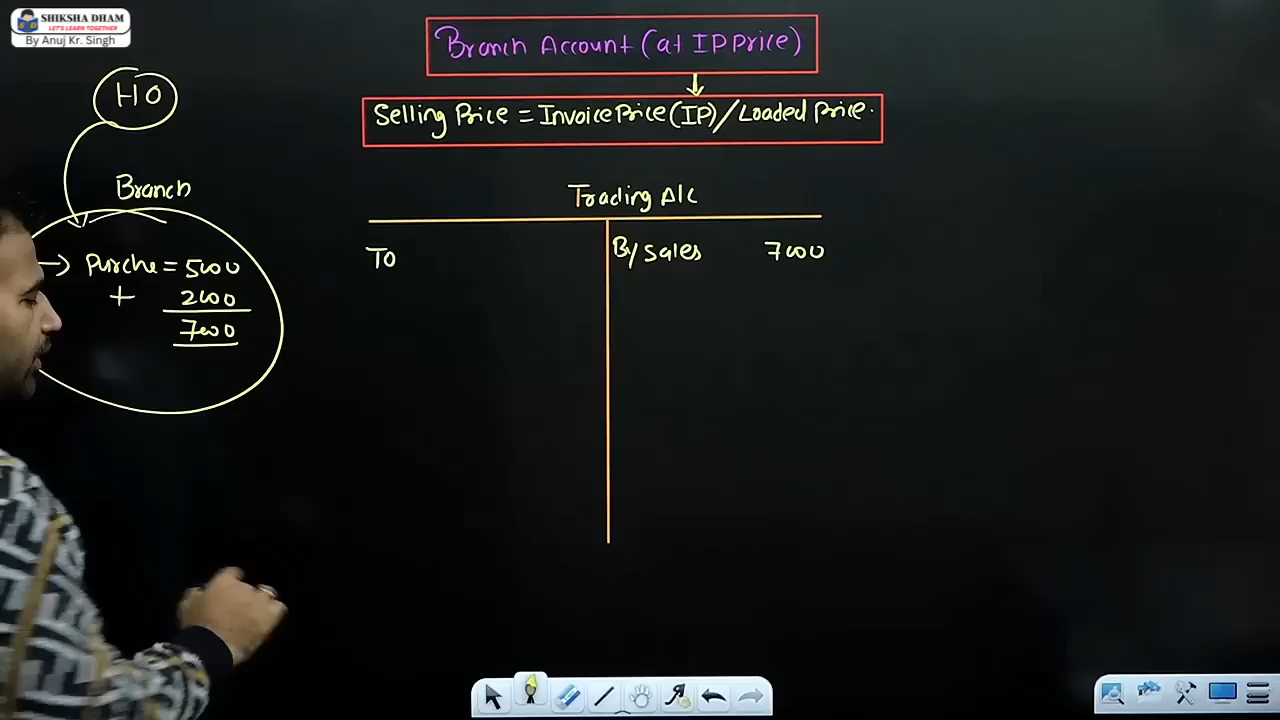 SHIKSHA DHAM
LET'S LEARN TOGETHER
By Anuj Kr. Singh
Branch Account (at IP Price)
HO
Selling Price = Invoice Price (IP) / Loaded Price.
Branch
Trading A/c
To
By Sales 7000
→ Purche = 5000
+ 2000
7000